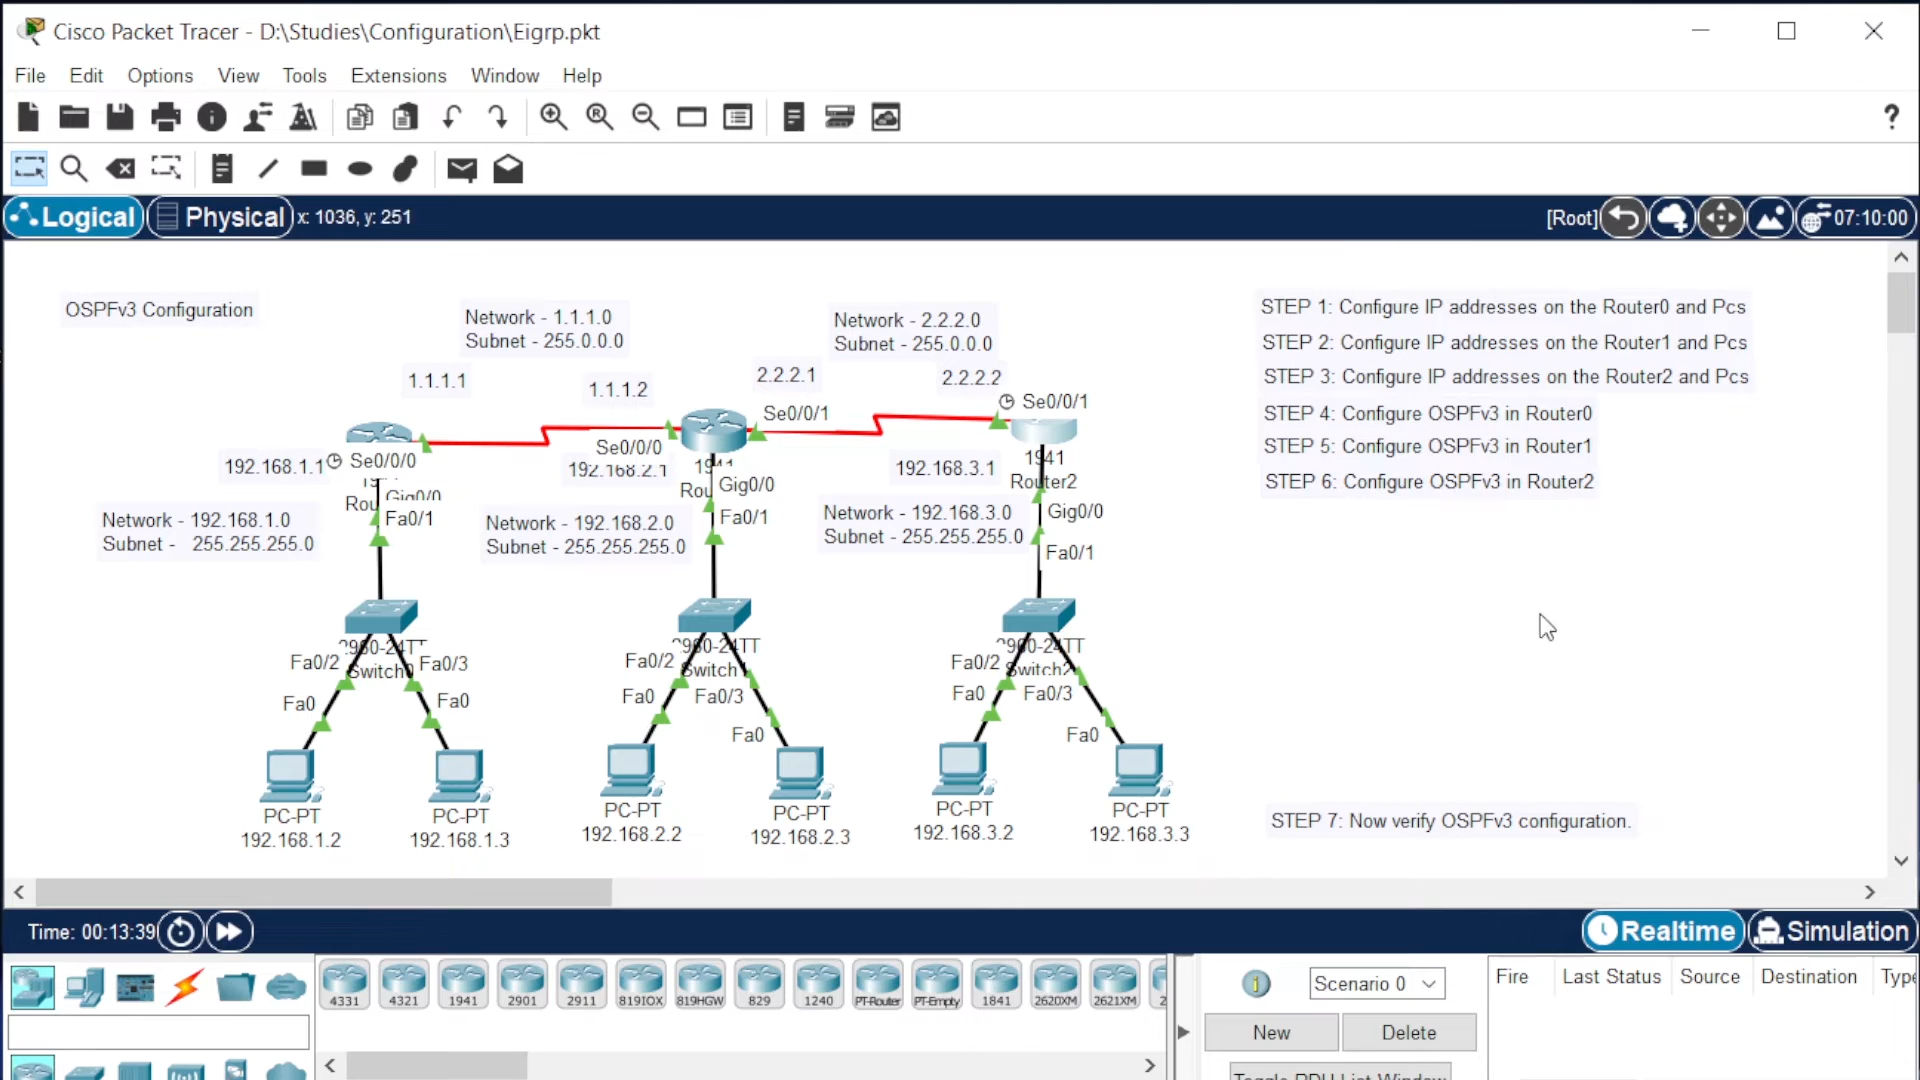 Cisco Packet Tracer - D:\Studies\Configuration\Eigrp.pkt
File Edit Options View Tools Extensions Window Help
?
Logical Physical x: 1036, y: 251 [Root] 07:10:00
OSPFv3 Configuration
Network - 1.1.1.0
Subnet - 255.0.0.0
Network - 2.2.2.0
Subnet - 255.0.0.0
STEP 1: Configure IP addresses on the Router0 and Pcs
STEP 2: Configure IP addresses on the Router1 and Pcs
STEP 3: Configure IP addresses on the Router2 and Pcs
STEP 4: Configure OSPFv3 in Router0
STEP 5: Configure OSPFv3 in Router1
STEP 6: Configure OSPFv3 in Router2
1.1.1.1
1.1.1.2
2.2.2.1
2.2.2.2
Se0/0/1
Se0/0/1
192.168.1.1
Se0/0/0
Se0/0/0
192.168.2.1
192.168.3.1
1941
Router2
Rou
Gig0/0
Fa0/1
Rou
Gig0/0
Fa0/1
Gig0/0
Fa0/1
Network - 192.168.1.0
Subnet - 255.255.255.0
Network - 192.168.2.0
Subnet - 255.255.255.0
Network - 192.168.3.0
Subnet - 255.255.255.0
Fa0/2 Switch0 Fa0/3
Fa0 Fa0
Fa0/2 Switch
Fa0 Fa0/3
Fa0
Fa0/2 Switch2
Fa0 Fa0/3
Fa0
PC-PT
192.168.1.2
PC-PT
192.168.1.3
PC-PT
192.168.2.2
PC-PT
192.168.2.3
PC-PT
192.168.3.2
PC-PT
192.168.3.3
STEP 7: Now verify OSPFv3 configuration.
Time: 00:13:39 Realtime Simulation
4331 4321 1941 2901 2911 819IOX 819HGW 829 1240 PT-Router PT-Empty 1841 2620XM 2621XM 2
Scenario 0
New Delete
Toggle PDU List Window
Fire Last Status Source Destination Type